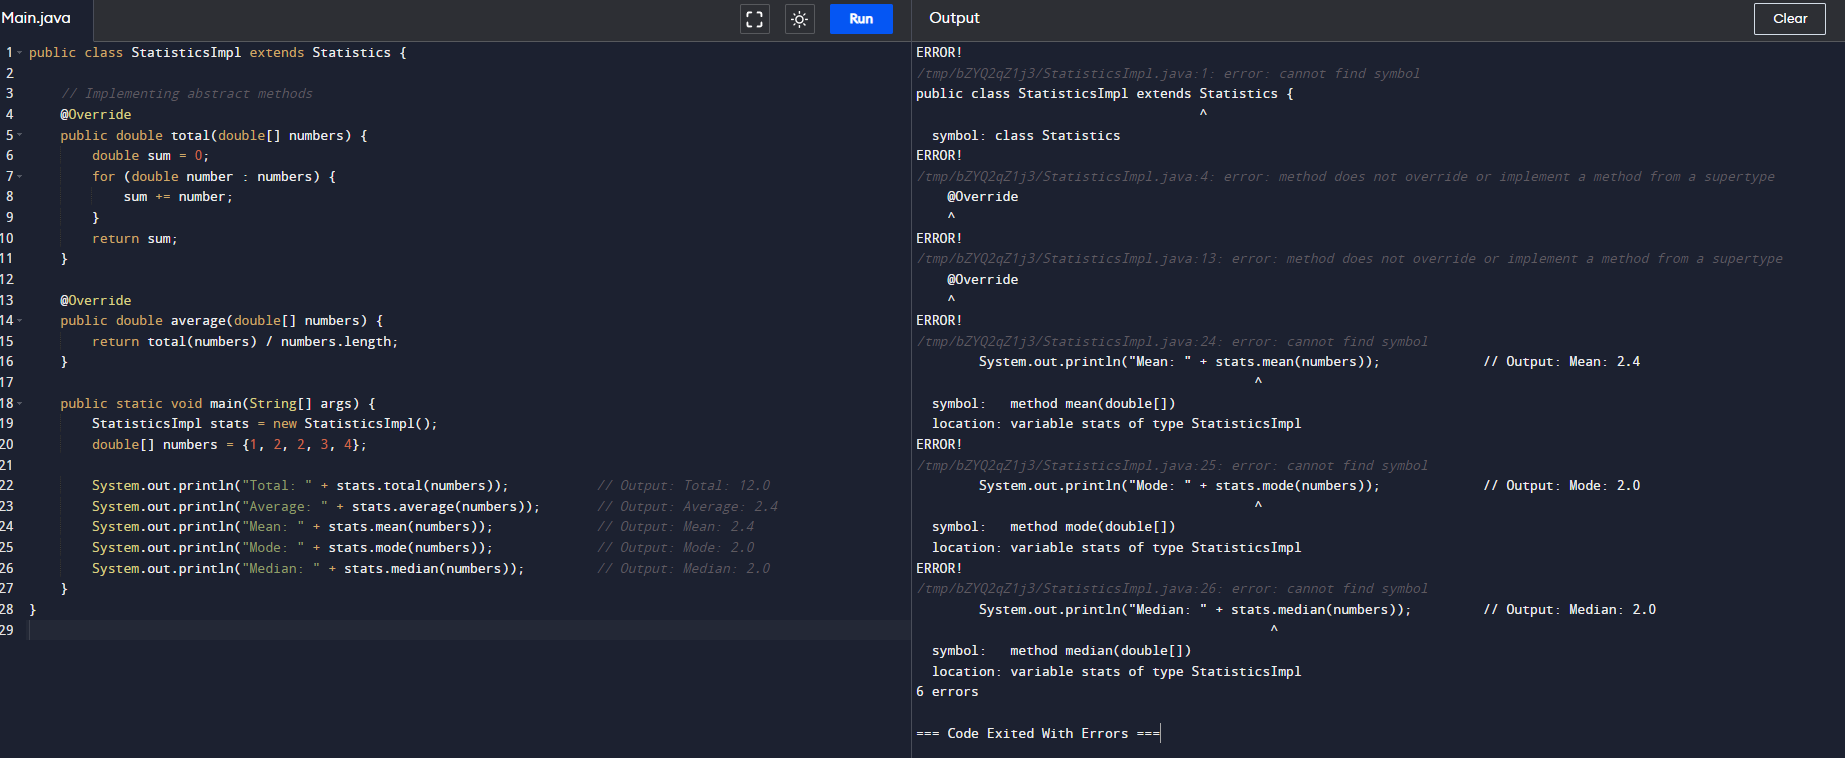 Main.java
Run
1 public class StatisticsImpl extends Statistics {
2
3     // Implementing abstract methods
4     @Override
5     public double total(double[] numbers) {
6         double sum = 0;
7         for (double number : numbers) {
8             sum += number;
9         }
10         return sum;
11     }
12
13     @Override
14     public double average(double[] numbers) {
15         return total(numbers) / numbers.length;
16     }
17
18     public static void main(String[] args) {
19         StatisticsImpl stats = new StatisticsImpl();
20         double[] numbers = {1, 2, 2, 3, 4};
21
22         System.out.println("Total: " + stats.total(numbers));           // Output: Total: 12.0
23         System.out.println("Average: " + stats.average(numbers));       // Output: Average: 2.4
24         System.out.println("Mean: " + stats.mean(numbers));             // Output: Mean: 2.4
25         System.out.println("Mode: " + stats.mode(numbers));             // Output: Mode: 2.0
26         System.out.println("Median: " + stats.median(numbers));         // Output: Median: 2.0
27     }
28 }
29
Output
Clear
ERROR!
/tmp/bZYQ2qZ1j3/StatisticsImpl.java:1: error: cannot find symbol
public class StatisticsImpl extends Statistics {
                                    ^
  symbol: class Statistics
ERROR!
/tmp/bZYQ2qZ1j3/StatisticsImpl.java:4: error: method does not override or implement a method from a supertype
    @Override
    ^
ERROR!
/tmp/bZYQ2qZ1j3/StatisticsImpl.java:13: error: method does not override or implement a method from a supertype
    @Override
    ^
ERROR!
/tmp/bZYQ2qZ1j3/StatisticsImpl.java:24: error: cannot find symbol
        System.out.println("Mean: " + stats.mean(numbers));             // Output: Mean: 2.4
                                           ^
  symbol:   method mean(double[])
  location: variable stats of type StatisticsImpl
ERROR!
/tmp/bZYQ2qZ1j3/StatisticsImpl.java:25: error: cannot find symbol
        System.out.println("Mode: " + stats.mode(numbers));             // Output: Mode: 2.0
                                           ^
  symbol:   method mode(double[])
  location: variable stats of type StatisticsImpl
ERROR!
/tmp/bZYQ2qZ1j3/StatisticsImpl.java:26: error: cannot find symbol
        System.out.println("Median: " + stats.median(numbers));         // Output: Median: 2.0
                                             ^
  symbol:   method median(double[])
  location: variable stats of type StatisticsImpl
6 errors

=== Code Exited With Errors ===